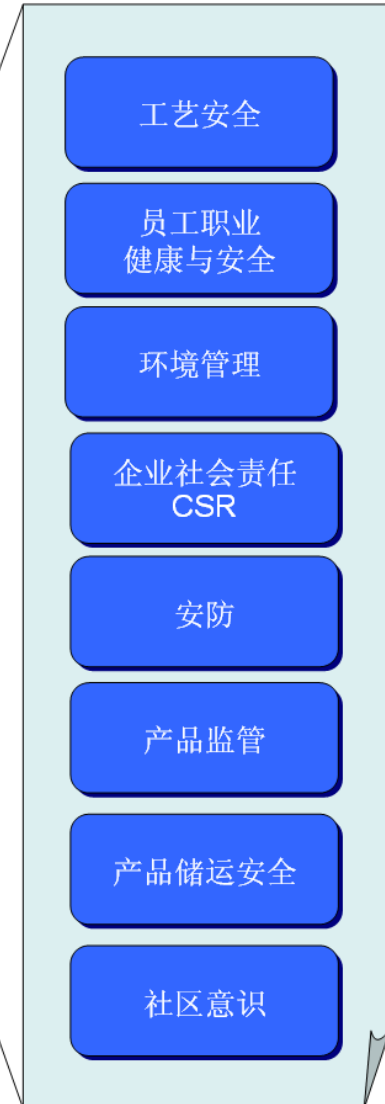 工艺安全
员工职业
健康与安全
环境管理
企业社会责任
CSR
安防
产品监管
产品储运安全
社区意识